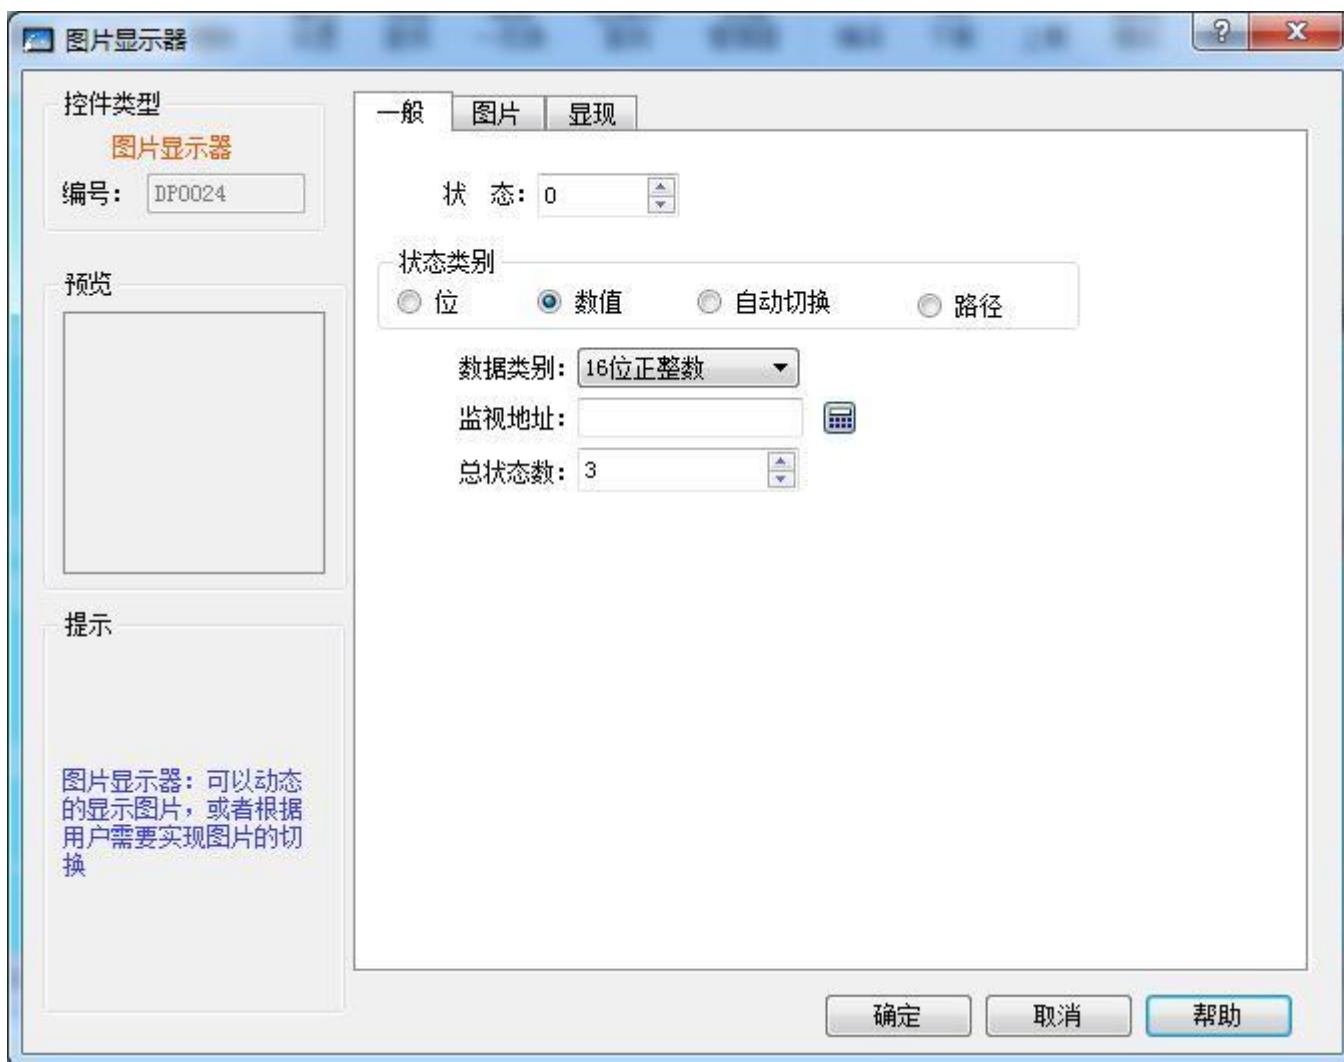 图片显示器
控件类型
图片显示器
编号: DP0024
预览
提示
图片显示器：可以动态
的显示图片，或者根据
用户需要实现图片的切
换
一般 图片 显现
状 态: 0
状态类别
位 数值 自动切换 路径
数据类别: 16位正整数
监视地址:
总状态数: 3
确定 取消 帮助